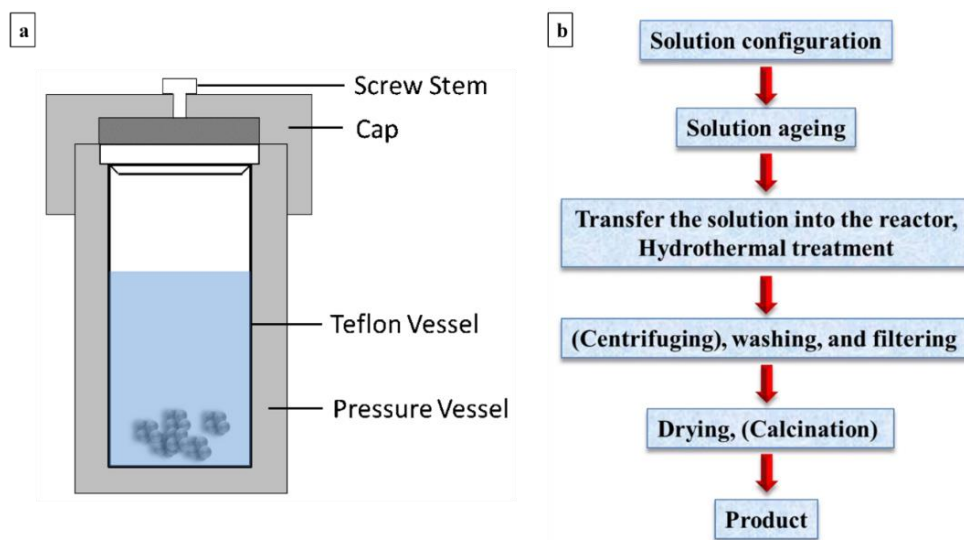 a
Screw Stem
Cap
Teflon Vessel
Pressure Vessel
b
Solution configuration
Solution ageing
Transfer the solution into the reactor,
Hydrothermal treatment
(Centrifuging), washing, and filtering
Drying, (Calcination)
Product